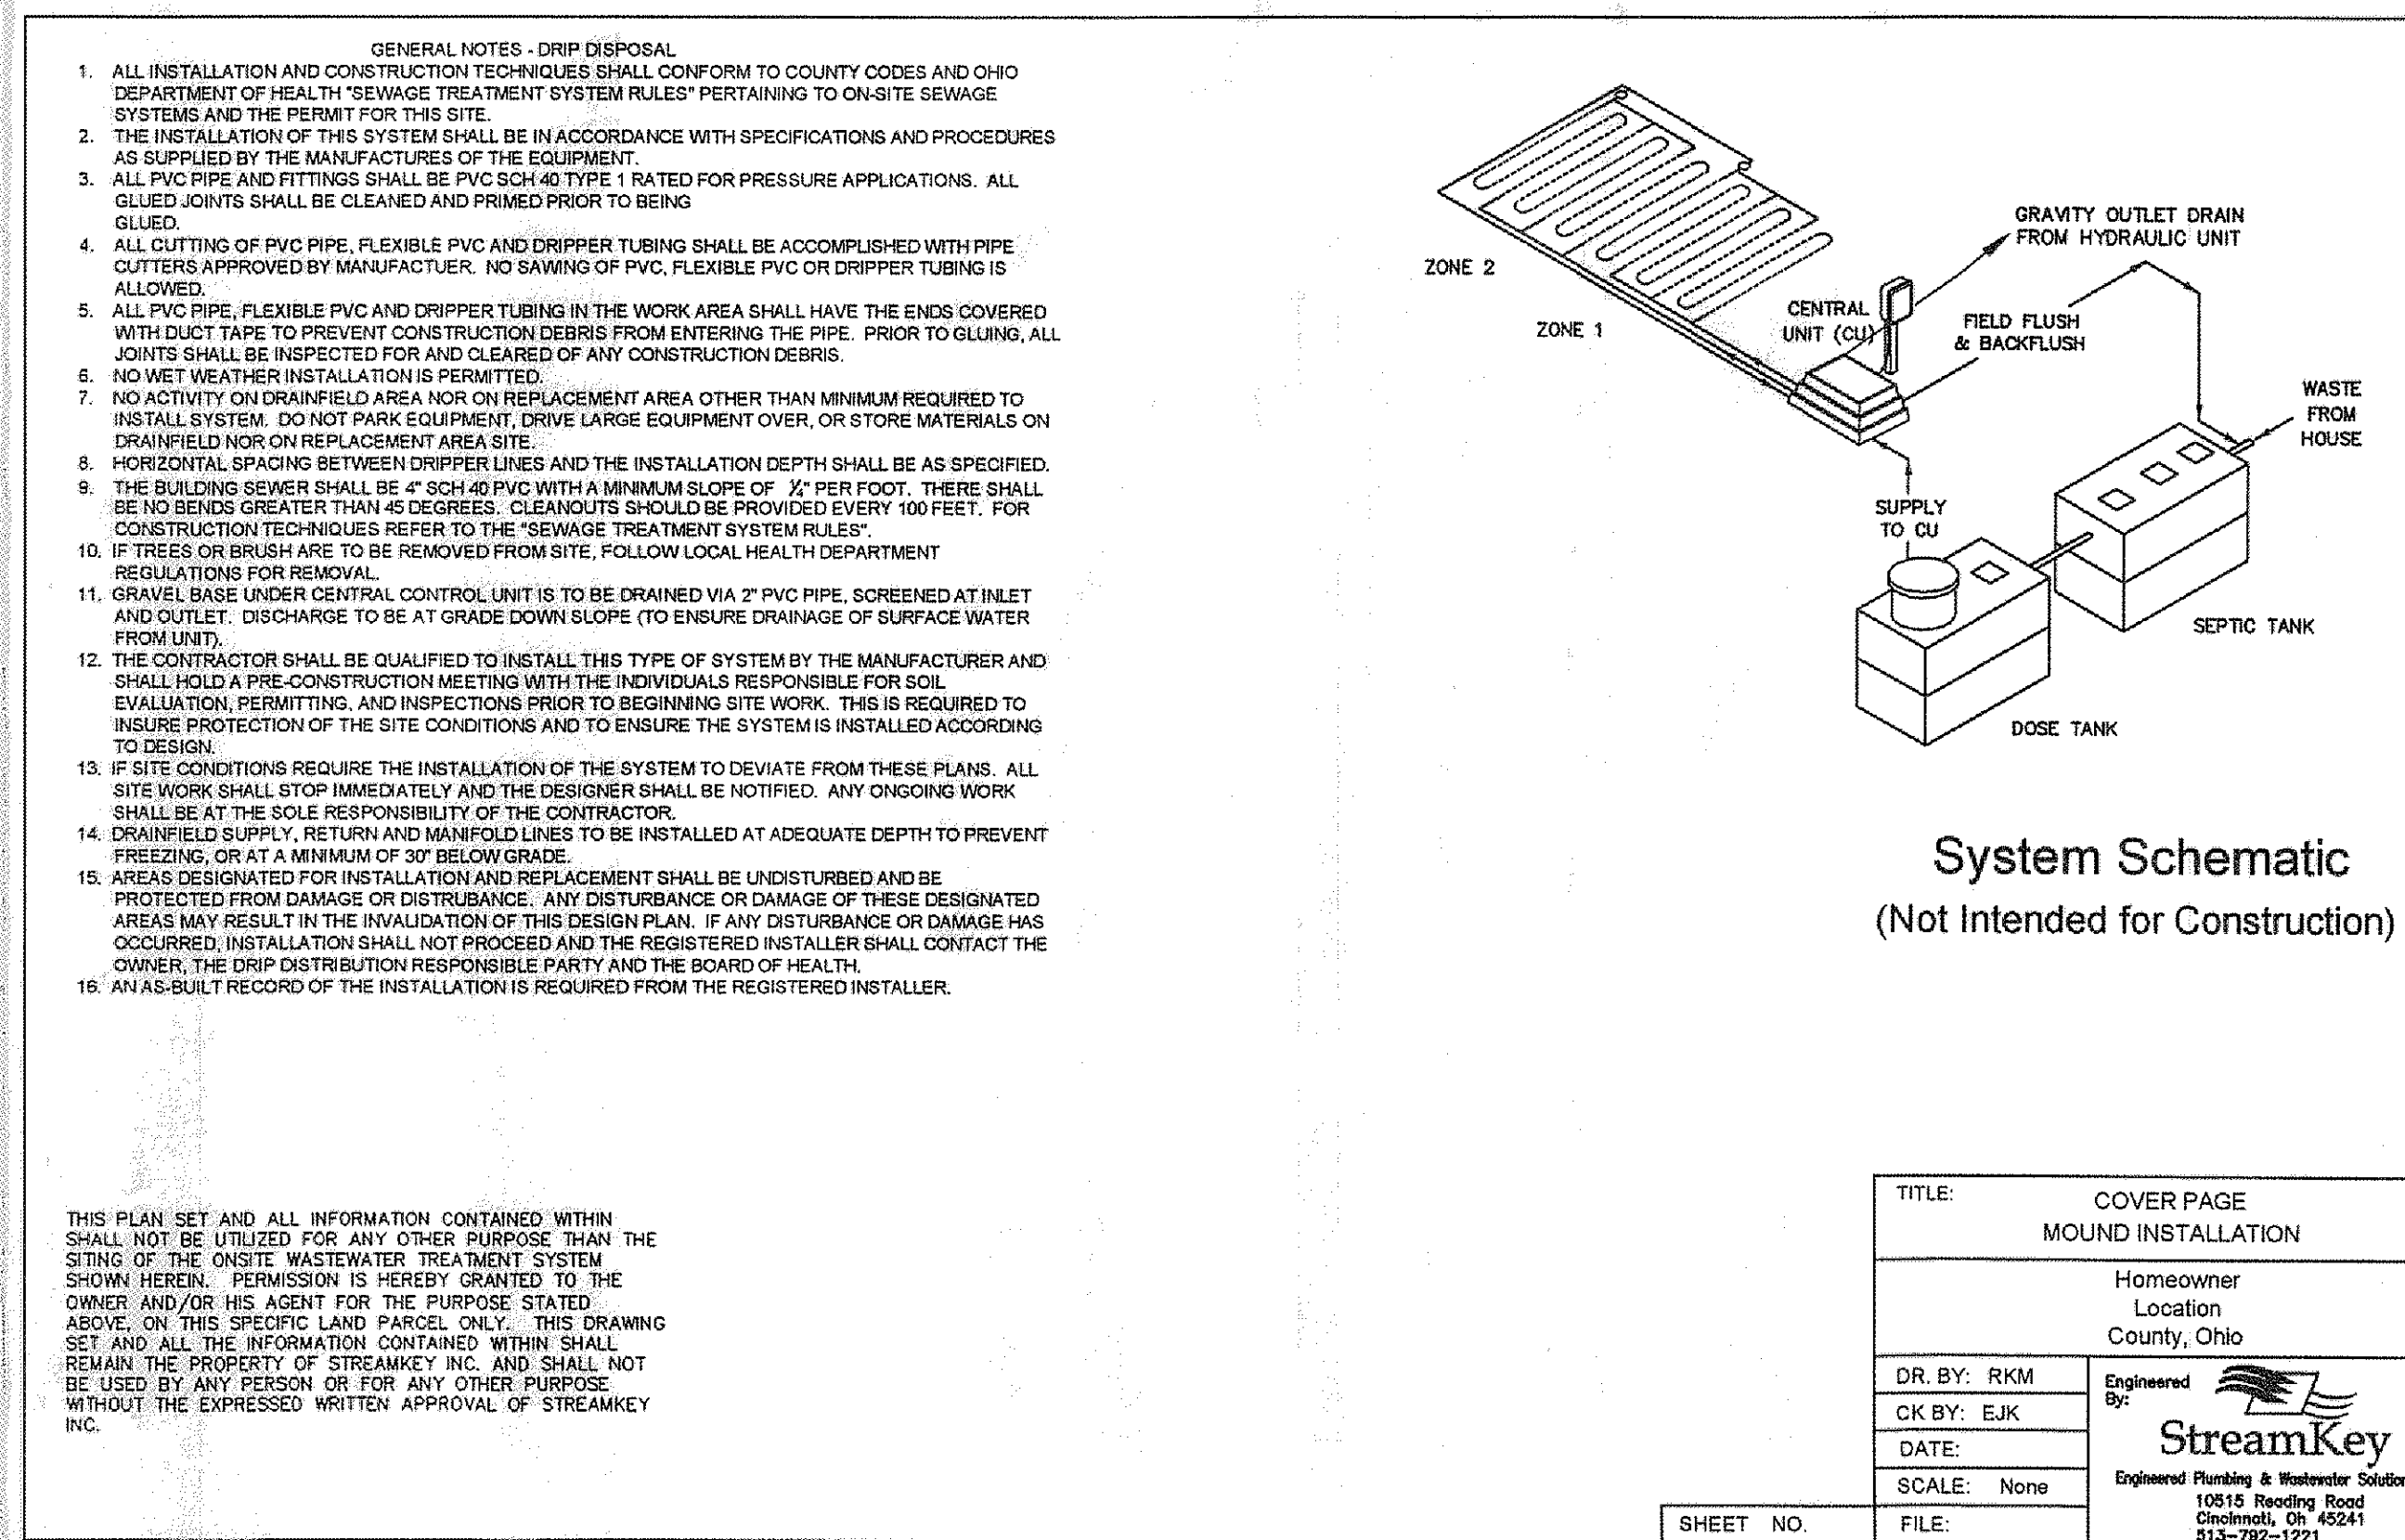 GENERAL NOTES - DRIP DISPOSAL
1. ALL INSTALLATION AND CONSTRUCTION TECHNIQUES SHALL CONFORM TO COUNTY CODES AND OHIO
DEPARTMENT OF HEALTH "SEWAGE TREATMENT SYSTEM RULES" PERTAINING TO ON-SITE SEWAGE
SYSTEMS AND THE PERMIT FOR THIS SITE.
2. THE INSTALLATION OF THIS SYSTEM SHALL BE IN ACCORDANCE WITH SPECIFICATIONS AND PROCEDURES
AS SUPPLIED BY THE MANUFACTURES OF THE EQUIPMENT.
3. ALL PVC PIPE AND FITTINGS SHALL BE PVC SCH 40 TYPE 1 RATED FOR PRESSURE APPLICATIONS. ALL
GLUED JOINTS SHALL BE CLEANED AND PRIMED PRIOR TO BEING
GLUED.
4. ALL CUTTING OF PVC PIPE, FLEXIBLE PVC AND DRIPPER TUBING SHALL BE ACCOMPLISHED WITH PIPE
CUTTERS APPROVED BY MANUFACTUER. NO SAWING OF PVC, FLEXIBLE PVC OR DRIPPER TUBING IS
ALLOWED.
5. ALL PVC PIPE, FLEXIBLE PVC AND DRIPPER TUBING IN THE WORK AREA SHALL HAVE THE ENDS COVERED
WITH DUCT TAPE TO PREVENT CONSTRUCTION DEBRIS FROM ENTERING THE PIPE. PRIOR TO GLUING, ALL
JOINTS SHALL BE INSPECTED FOR AND CLEARED OF ANY CONSTRUCTION DEBRIS.
6. NO WET WEATHER INSTALLATION IS PERMITTED.
7. NO ACTIVITY ON DRAINFIELD AREA NOR ON REPLACEMENT AREA OTHER THAN MINIMUM REQUIRED TO
INSTALL SYSTEM. DO NOT PARK EQUIPMENT, DRIVE LARGE EQUIPMENT OVER, OR STORE MATERIALS ON
DRAINFIELD NOR ON REPLACEMENT AREA SITE.
8. HORIZONTAL SPACING BETWEEN DRIPPER LINES AND THE INSTALLATION DEPTH SHALL BE AS SPECIFIED.
9. THE BUILDING SEWER SHALL BE 4" SCH 40 PVC WITH A MINIMUM SLOPE OF ¼" PER FOOT. THERE SHALL
BE NO BENDS GREATER THAN 45 DEGREES. CLEANOUTS SHOULD BE PROVIDED EVERY 100 FEET. FOR
CONSTRUCTION TECHNIQUES REFER TO THE "SEWAGE TREATMENT SYSTEM RULES".
10. IF TREES OR BRUSH ARE TO BE REMOVED FROM SITE, FOLLOW LOCAL HEALTH DEPARTMENT
REGULATIONS FOR REMOVAL.
11. GRAVEL BASE UNDER CENTRAL CONTROL UNIT IS TO BE DRAINED VIA 2" PVC PIPE, SCREENED AT INLET
AND OUTLET. DISCHARGE TO BE AT GRADE DOWN SLOPE (TO ENSURE DRAINAGE OF SURFACE WATER
FROM UNIT).
12. THE CONTRACTOR SHALL BE QUALIFIED TO INSTALL THIS TYPE OF SYSTEM BY THE MANUFACTURER AND
SHALL HOLD A PRE-CONSTRUCTION MEETING WITH THE INDIVIDUALS RESPONSIBLE FOR SOIL
EVALUATION, PERMITTING, AND INSPECTIONS PRIOR TO BEGINNING SITE WORK. THIS IS REQUIRED TO
INSURE PROTECTION OF THE SITE CONDITIONS AND TO ENSURE THE SYSTEM IS INSTALLED ACCORDING
TO DESIGN.
13. IF SITE CONDITIONS REQUIRE THE INSTALLATION OF THE SYSTEM TO DEVIATE FROM THESE PLANS. ALL
SITE WORK SHALL STOP IMMEDIATELY AND THE DESIGNER SHALL BE NOTIFIED. ANY ONGOING WORK
SHALL BE AT THE SOLE RESPONSIBILITY OF THE CONTRACTOR.
14. DRAINFIELD SUPPLY, RETURN AND MANIFOLD LINES TO BE INSTALLED AT ADEQUATE DEPTH TO PREVENT
FREEZING, OR AT A MINIMUM OF 30" BELOW GRADE.
15. AREAS DESIGNATED FOR INSTALLATION AND REPLACEMENT SHALL BE UNDISTURBED AND BE
PROTECTED FROM DAMAGE OR DISTRUBANCE. ANY DISTURBANCE OR DAMAGE OF THESE DESIGNATED
AREAS MAY RESULT IN THE INVALIDATION OF THIS DESIGN PLAN. IF ANY DISTURBANCE OR DAMAGE HAS
OCCURRED, INSTALLATION SHALL NOT PROCEED AND THE REGISTERED INSTALLER SHALL CONTACT THE
OWNER, THE DRIP DISTRIBUTION RESPONSIBLE PARTY AND THE BOARD OF HEALTH.
16. AN AS-BUILT RECORD OF THE INSTALLATION IS REQUIRED FROM THE REGISTERED INSTALLER.
THIS PLAN SET AND ALL INFORMATION CONTAINED WITHIN
SHALL NOT BE UTILIZED FOR ANY OTHER PURPOSE THAN THE
SITING OF THE ONSITE WASTEWATER TREATMENT SYSTEM
SHOWN HEREIN. PERMISSION IS HEREBY GRANTED TO THE
OWNER AND/OR HIS AGENT FOR THE PURPOSE STATED
ABOVE, ON THIS SPECIFIC LAND PARCEL ONLY. THIS DRAWING
SET AND ALL THE INFORMATION CONTAINED WITHIN SHALL
REMAIN THE PROPERTY OF STREAMKEY INC. AND SHALL NOT
BE USED BY ANY PERSON OR FOR ANY OTHER PURPOSE
WITHOUT THE EXPRESSED WRITTEN APPROVAL OF STREAMKEY
INC.
GRAVITY OUTLET DRAIN
FROM HYDRAULIC UNIT
ZONE 2
ZONE 1
CENTRAL
UNIT (CU)
FIELD FLUSH
& BACKFLUSH
WASTE
FROM
HOUSE
SUPPLY
TO CU
SEPTIC TANK
DOSE TANK
System Schematic
(Not Intended for Construction)
TITLE:
COVER PAGE
MOUND INSTALLATION
Homeowner
Location
County, Ohio
DR. BY: RKM
CK BY: EJK
DATE:
SCALE: None
FILE:
SHEET NO.
Engineered
By:
StreamKey
Engineered Plumbing & Wastewater Solution
10515 Reading Road
Cincinnati, Oh 45241
513-792-1221